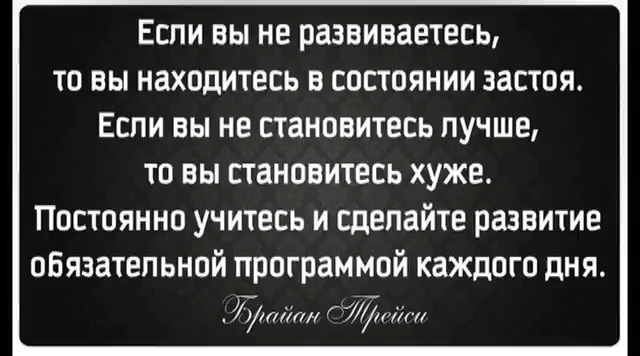 Если вы не развиваетесь,
то вы находитесь в состоянии застоя.
Если вы не становитесь лучше,
то вы становитесь хуже.
Постоянно учитесь и сделайте развитие
обязательной программой каждого дня.
Брайан Трейси